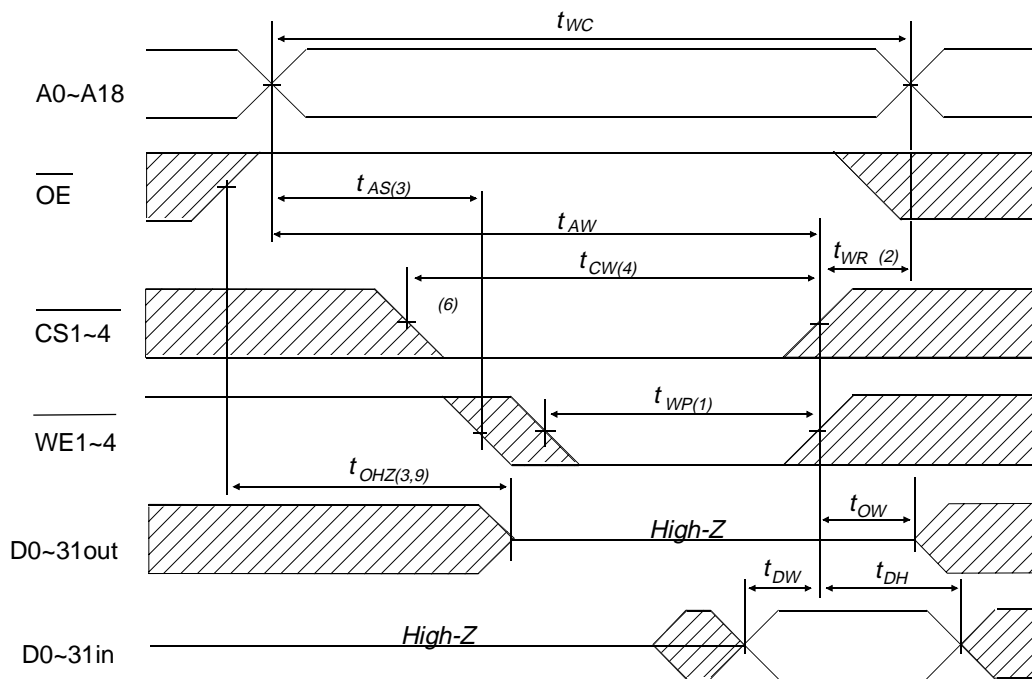 tWC
A0~A18
OE
tAS(3)
tAW
tWR (2)
tCW(4)
(6)
CS1~4
tWP(1)
WE1~4
tOHZ(3,9)
tOW
High-Z
D0~31out
tDW
tDH
High-Z
D0~31in